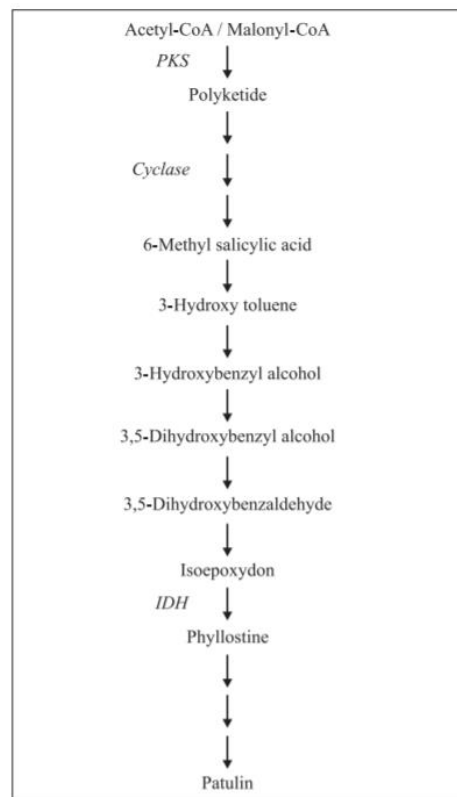 Acetyl-CoA / Malonyl-CoA
PKS
Polyketide
Cyclase
6-Methyl salicylic acid
3-Hydroxy toluene
3-Hydroxybenzyl alcohol
3,5-Dihydroxybenzyl alcohol
3,5-Dihydroxybenzaldehyde
Isoepoxydon
IDH
Phyllostine
Patulin